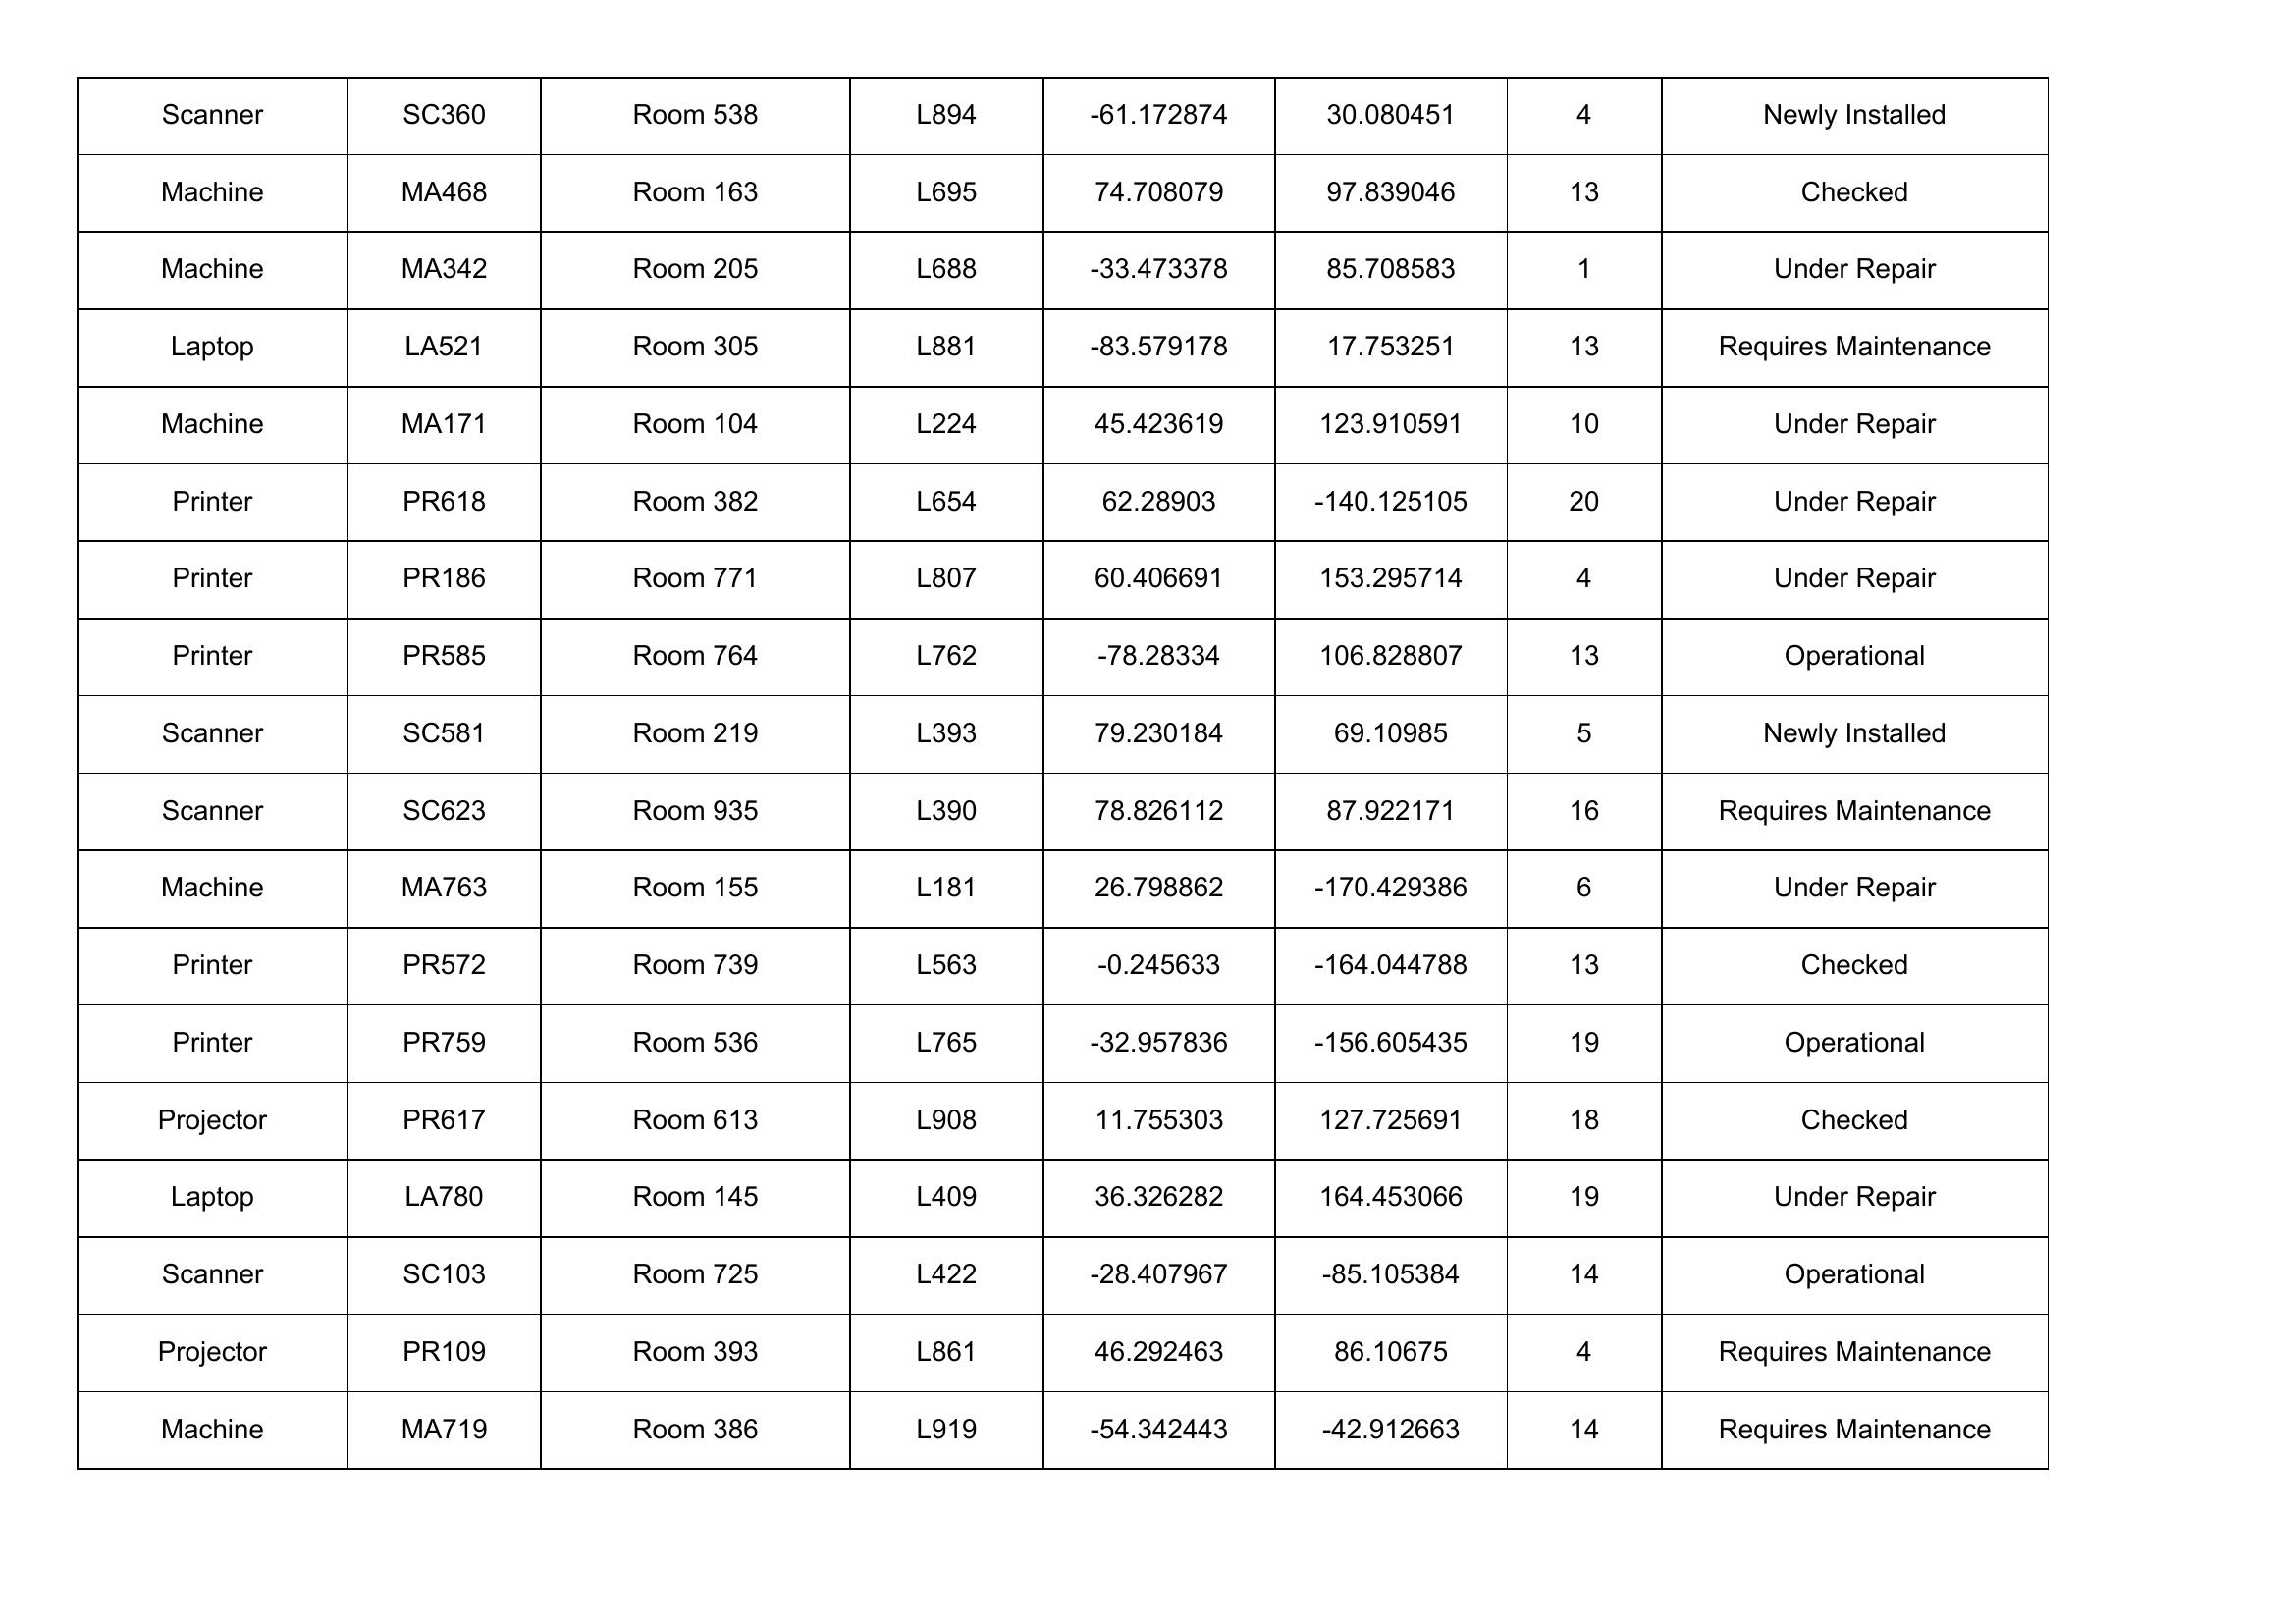 Scanner SC360 Room 538 L894 -61.172874 30.080451 4 Newly Installed
Machine MA468 Room 163 L695 74.708079 97.839046 13 Checked
Machine MA342 Room 205 L688 -33.473378 85.708583 1 Under Repair
Laptop LA521 Room 305 L881 -83.579178 17.753251 13 Requires Maintenance
Machine MA171 Room 104 L224 45.423619 123.910591 10 Under Repair
Printer PR618 Room 382 L654 62.28903 -140.125105 20 Under Repair
Printer PR186 Room 771 L807 60.406691 153.295714 4 Under Repair
Printer PR585 Room 764 L762 -78.28334 106.828807 13 Operational
Scanner SC581 Room 219 L393 79.230184 69.10985 5 Newly Installed
Scanner SC623 Room 935 L390 78.826112 87.922171 16 Requires Maintenance
Machine MA763 Room 155 L181 26.798862 -170.429386 6 Under Repair
Printer PR572 Room 739 L563 -0.245633 -164.044788 13 Checked
Printer PR759 Room 536 L765 -32.957836 -156.605435 19 Operational
Projector PR617 Room 613 L908 11.755303 127.725691 18 Checked
Laptop LA780 Room 145 L409 36.326282 164.453066 19 Under Repair
Scanner SC103 Room 725 L422 -28.407967 -85.105384 14 Operational
Projector PR109 Room 393 L861 46.292463 86.10675 4 Requires Maintenance
Machine MA719 Room 386 L919 -54.342443 -42.912663 14 Requires Maintenance